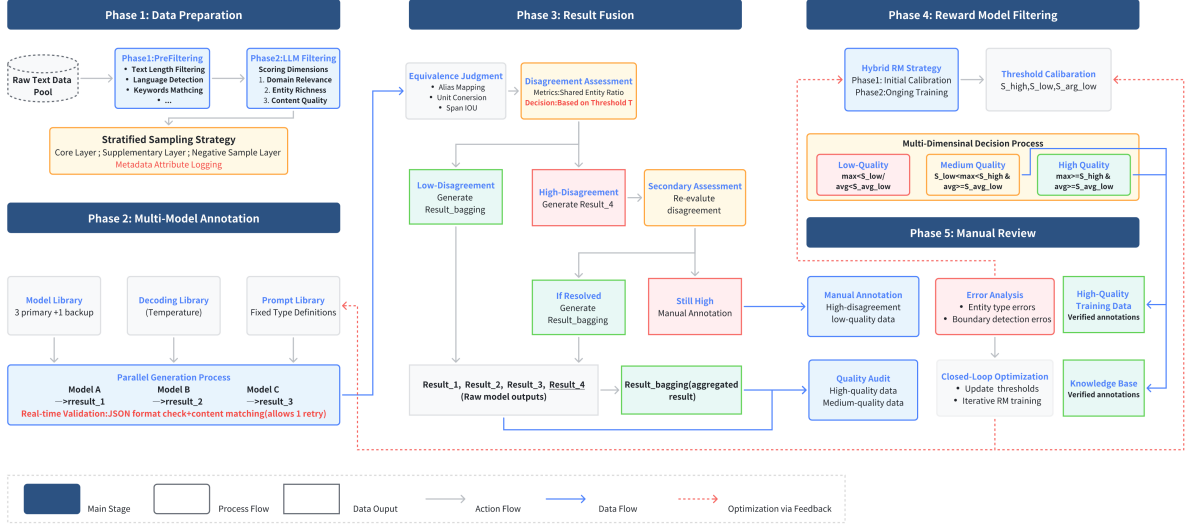 Phase 1: Data Preparation
Raw Text Data
Pool
Phase1:PreFiltering
• Text Length Filtering
• Language Detection
• Keywords Mathcing
• ...
Phase2:LLM Filtering
Scoring Dimensions
1. Domain Relevance
2. Entity Richness
3. Content Quality
Stratified Sampling Strategy
Core Layer ; Supplementary Layer ; Negative Sample Layer
Metadata Attribute Logging
Phase 2: Multi-Model Annotation
Model Library
3 primary +1 backup
Decoding Library
(Temperature)
Prompt Library
Fixed Type Definitions
Parallel Generation Process
Model A
—>rresult_1
Model B
—>rresult_2
Model C
—>result_3
Real-time Validation:JSON format check+content matching(allows 1 retry)
Phase 3: Result Fusion
Equivalence Judgment
• Alias Mapping
• Unit Conersion
• Span IOU
Disagreement Assessment
Metrics:Shared Entity Ratio
Decision:Based on Threshold T
Low-Disagreement
Generate
Result_bagging
High-Disagreement
Generate Result_4
Secondary Assessment
Re-evalute
disagreement
If Resolved
Generate
Result_bagging
Still High
Manual Annotation
Result_1, Result_2, Result_3, Result_4
(Raw model outputs)
Result_bagging(aggregated
result)
Phase 4: Reward Model Filtering
Hybrid RM Strategy
Phase1: Initial Calibration
Phase2:Onging Training
Threshold Calibaration
S_high,S_low,S_arg_low
Multi-Dimensinal Decision Process
Low-Quality
max<S_low/
avg<S_avg_low
Medium Quality
S_low<max<S_high &
avg>=S_avg_low
High Quality
max>=S_high &
avg>=S_avg_low
Phase 5: Manual Review
Manual Annotation
High-disagreement
low-quality data
Error Analysis
• Entity type errors
• Boundary detection erros
High-Quality
Training Data
Verified annotations
Quality Audit
High-quality data
Medium-quality data
Closed-Loop Optimization
• Update thresholds
• Iterative RM training
Knowledge Base
Verified annotations
Main Stage
Process Flow
Data Ouput
Action Flow
Data Flow
Optimization via Feedback